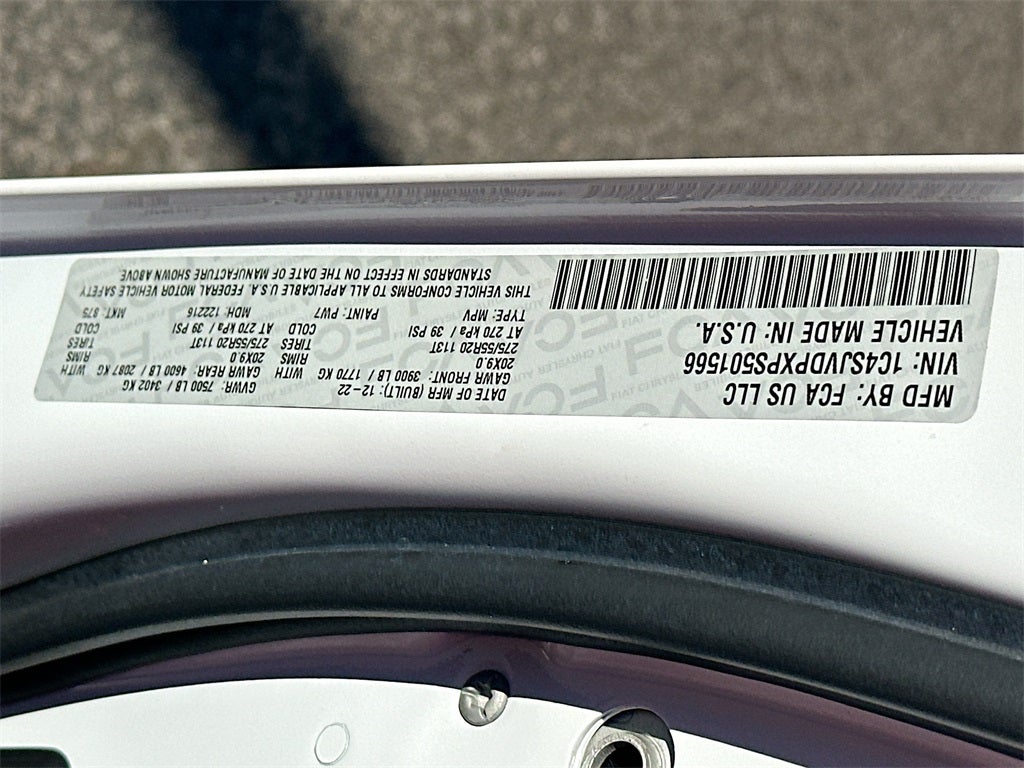 MFD BY: FCA US LLC
VIN: 1C4SJVDPXPS501566
VEHICLE MADE IN: U.S.A.
DATE OF MFR (BUILT): 12-22 GVWR: 7500 LB / 3402 KG
GAWR FRONT: 3900 LB / 1770 KG WITH GAWR REAR: 4600 LB / 2087 KG WITH
20X9.0 RIMS 20X9.0 RIMS
275/55R20 113T TIRES 275/55R20 113T TIRES
AT 270 kPa / 39 PSI COLD AT 270 kPa / 39 PSI COLD
TYPE: MPV PAINT: PW7 MDH: 122216 MKT: 875
THIS VEHICLE CONFORMS TO ALL APPLICABLE U.S.A. FEDERAL MOTOR VEHICLE SAFETY
STANDARDS IN EFFECT ON THE DATE OF MANUFACTURE SHOWN ABOVE